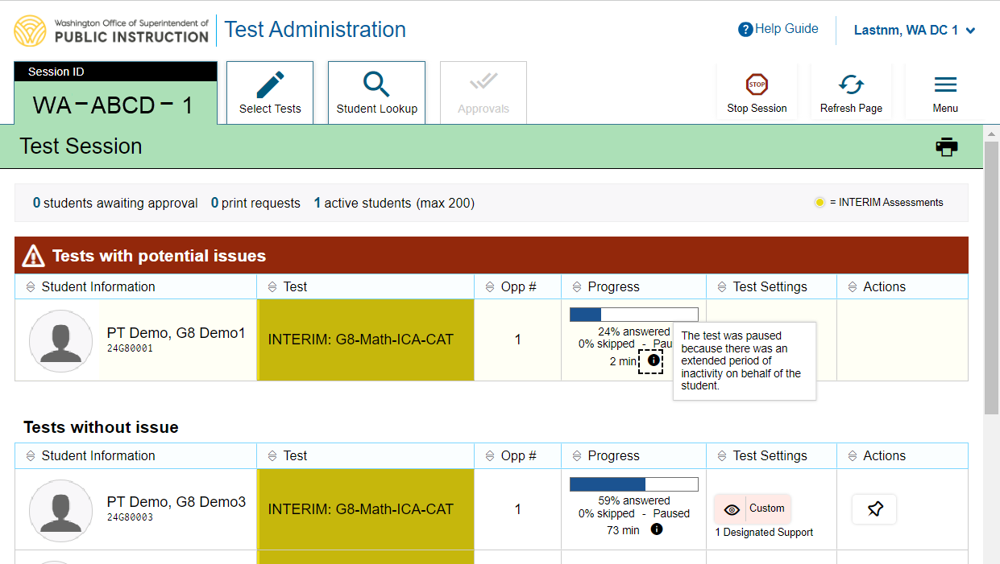 Washington Office of Superintendent of
PUBLIC INSTRUCTION
Test Administration
Help Guide
Lastnm, WA DC 1
Session ID
WA-ABCD-1
Select Tests
Student Lookup
Approvals
STOP
Stop Session
Refresh Page
Menu
Test Session
0 students awaiting approval 0 print requests 1 active students (max 200)
= INTERIM Assessments
Tests with potential issues
Student Information Test Opp # Progress Test Settings Actions
PT Demo, G8 Demo1
24G80001
INTERIM: G8-Math-ICA-CAT
1
24% answered
0% skipped - Pau
2 min
The test was paused
because there was an
extended period of
inactivity on behalf of the
student.
Tests without issue
Student Information Test Opp # Progress Test Settings Actions
PT Demo, G8 Demo3
24G80003
INTERIM: G8-Math-ICA-CAT
1
59% answered
0% skipped - Paused
73 min
Custom
1 Designated Support